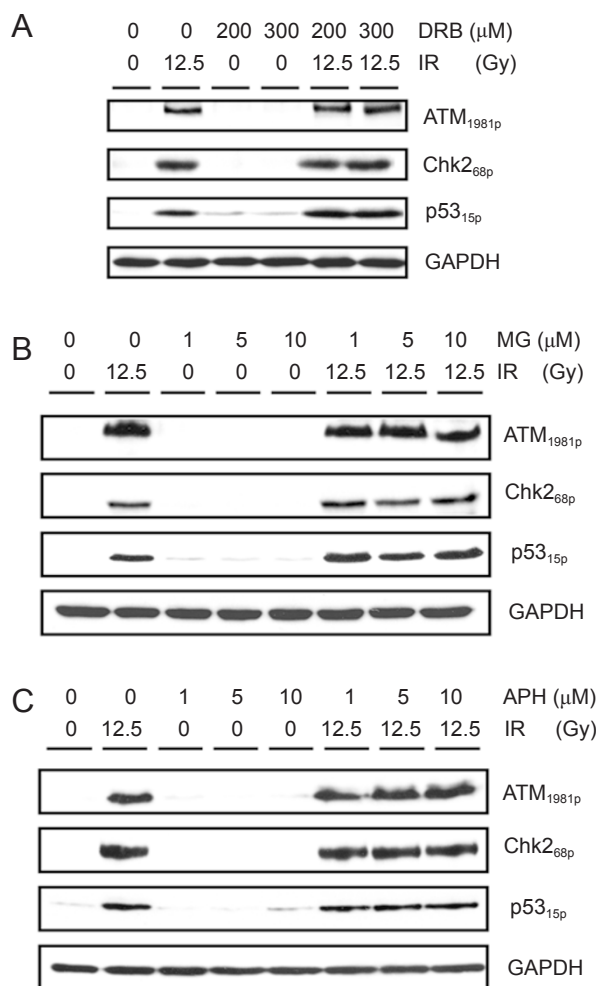 A
0 0 200 300 200 300 DRB (μM)
0 12.5 0 0 12.5 12.5 IR (Gy)
ATM1981p
Chk268p
p5315p
GAPDH
B
0 0 1 5 10 1 5 10 MG (μM)
0 12.5 0 0 0 12.5 12.5 12.5 IR (Gy)
ATM1981p
Chk268p
p5315p
GAPDH
C
0 0 1 5 10 1 5 10 APH (μM)
0 12.5 0 0 0 12.5 12.5 12.5 IR (Gy)
ATM1981p
Chk268p
p5315p
GAPDH